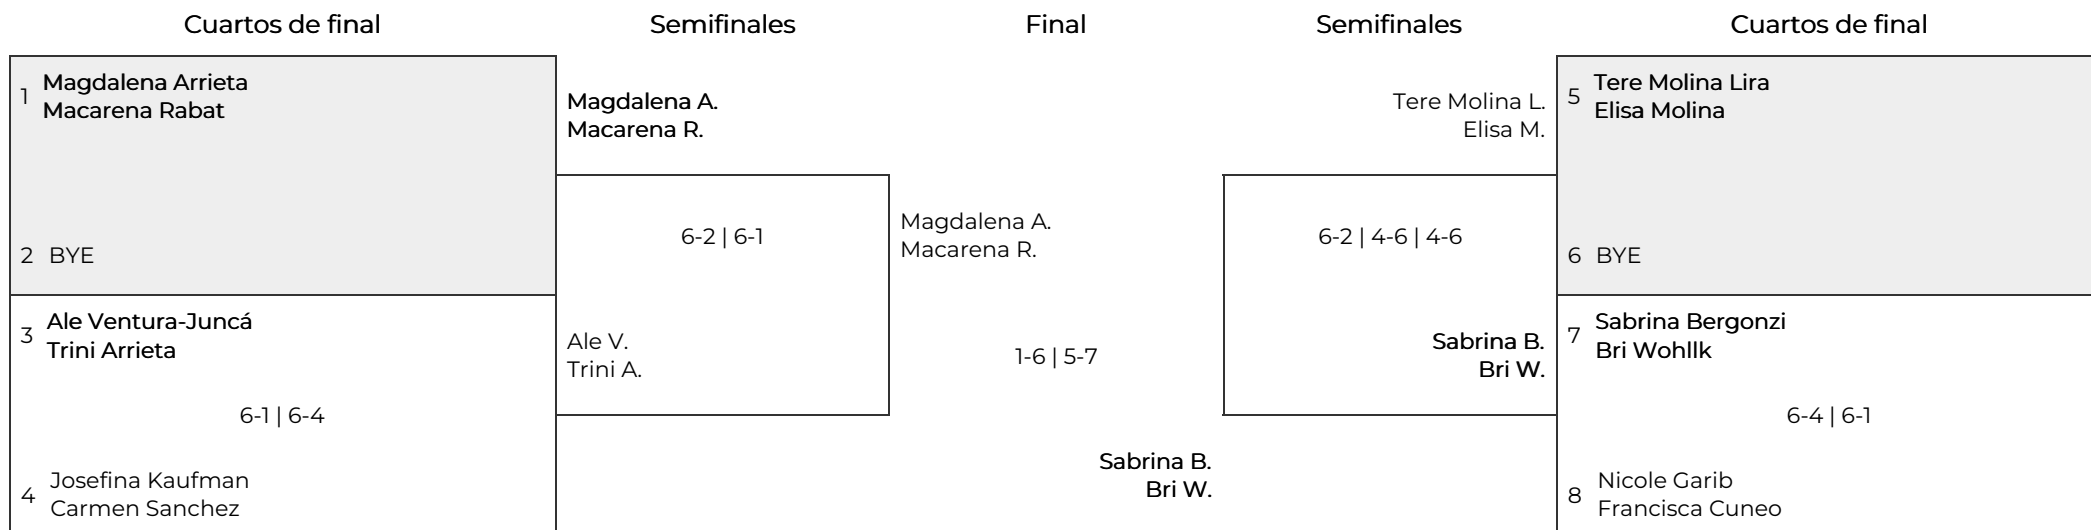 Cuartos de final
Semifinales
Final
Semifinales
Cuartos de final
1
Magdalena Arrieta
Macarena Rabat
2 BYE
3
Ale Ventura-Juncá
Trini Arrieta
6-1 | 6-4
4
Josefina Kaufman
Carmen Sanchez
Magdalena A.
Macarena R.
6-2 | 6-1
Ale V.
Trini A.
Magdalena A.
Macarena R.
1-6 | 5-7
Sabrina B.
Bri W.
Tere Molina L.
Elisa M.
6-2 | 4-6 | 4-6
Sabrina B.
Bri W.
5
Tere Molina Lira
Elisa Molina
6 BYE
7
Sabrina Bergonzi
Bri Wohllk
6-4 | 6-1
8
Nicole Garib
Francisca Cuneo